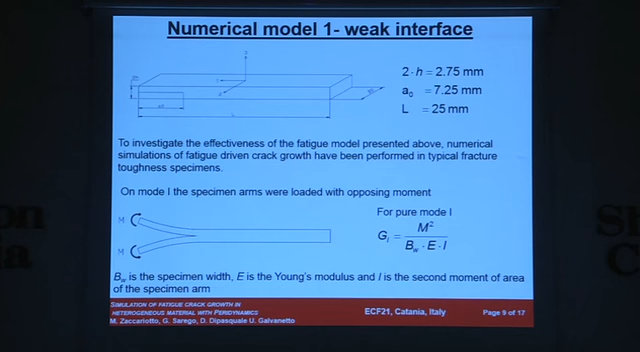 Numerical model 1- weak interface
2·h = 2.75 mm
a₀ = 7.25 mm
L = 25 mm
To investigate the effectiveness of the fatigue model presented above, numerical
simulations of fatigue driven crack growth have been performed in typical fracture
toughness specimens.
On mode I the specimen arms were loaded with opposing moment
M
M
For pure mode I
G_I = M² / (B_w · E · I)
B_w is the specimen width, E is the Young's modulus and I is the second moment of area
of the specimen arm
SIMULATION OF FATIGUE CRACK GROWTH IN
HETEROGENEOUS MATERIAL WITH PERIDYNAMICS
M. Zaccariotto, G. Sarego, D. Dipasquale U. Galvanetto
ECF21, Catania, Italy
Page 9 of 17